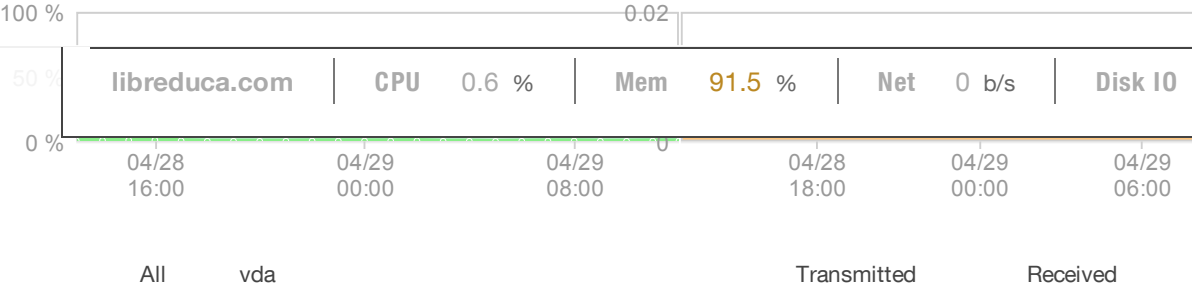 100 % 0.02
50 %
libreduca.com CPU 0.6 % Mem 91.5 % Net 0 b/s Disk IO
0 % 0
04/28 04/29 04/29 04/28 04/29 04/29
16:00 00:00 08:00 18:00 00:00 06:00
All vda Transmitted Received